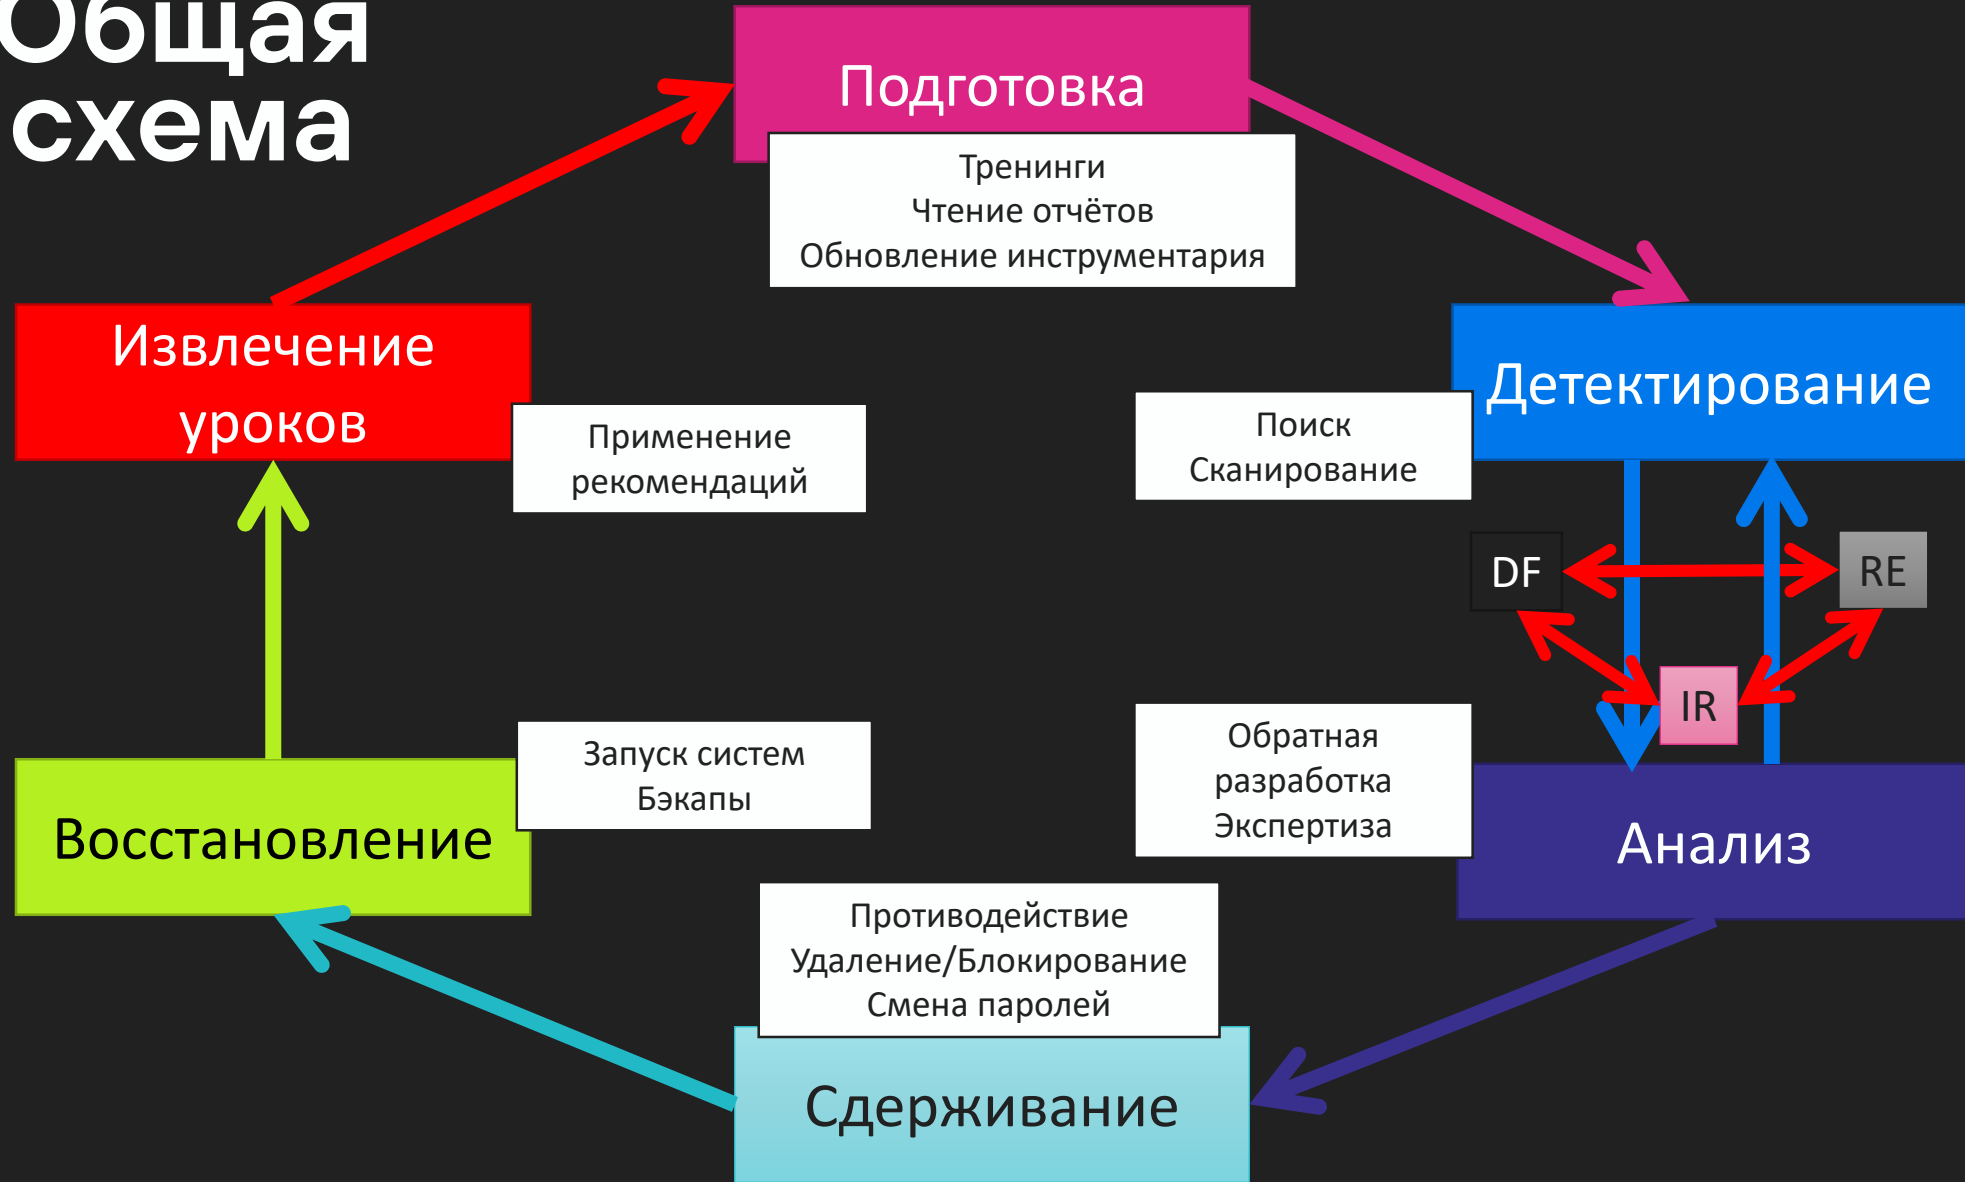 Общая
схема
Подготовка
Тренинги
Чтение отчётов
Обновление инструментария
Извлечение
уроков
Применение
рекомендаций
Детектирование
Поиск
Сканирование
DF
RE
IR
Обратная
разработка
Экспертиза
Анализ
Запуск систем
Бэкапы
Восстановление
Противодействие
Удаление/Блокирование
Смена паролей
Сдерживание